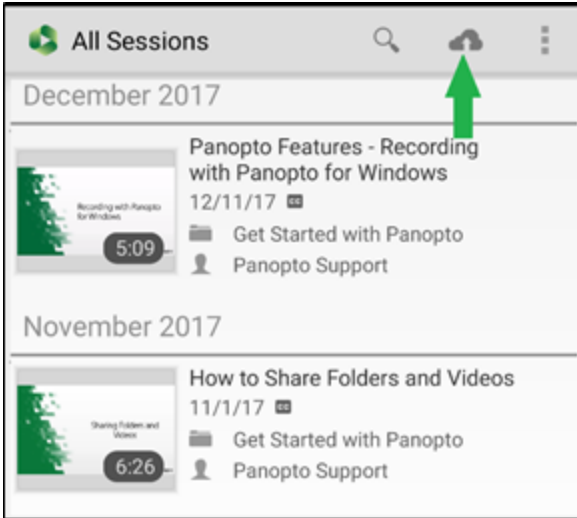 All Sessions
December 2017
Panopto Features - Recording
with Panopto for Windows
12/11/17 CC
Get Started with Panopto
Panopto Support
Recording with Panopto
for Windows
5:09
November 2017
How to Share Folders and Videos
11/1/17 CC
Get Started with Panopto
Panopto Support
Sharing Folders and
Videos
6:26